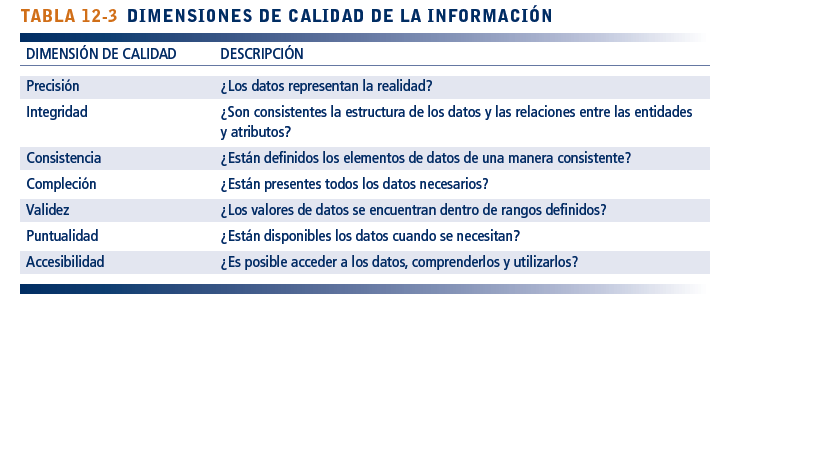 TABLA 12-3 DIMENSIONES DE CALIDAD DE LA INFORMACIÓN
DIMENSIÓN DE CALIDAD DESCRIPCIÓN
Precisión ¿Los datos representan la realidad?
Integridad ¿Son consistentes la estructura de los datos y las relaciones entre las entidades
y atributos?
Consistencia ¿Están definidos los elementos de datos de una manera consistente?
Compleción ¿Están presentes todos los datos necesarios?
Validez ¿Los valores de datos se encuentran dentro de rangos definidos?
Puntualidad ¿Están disponibles los datos cuando se necesitan?
Accesibilidad ¿Es posible acceder a los datos, comprenderlos y utilizarlos?